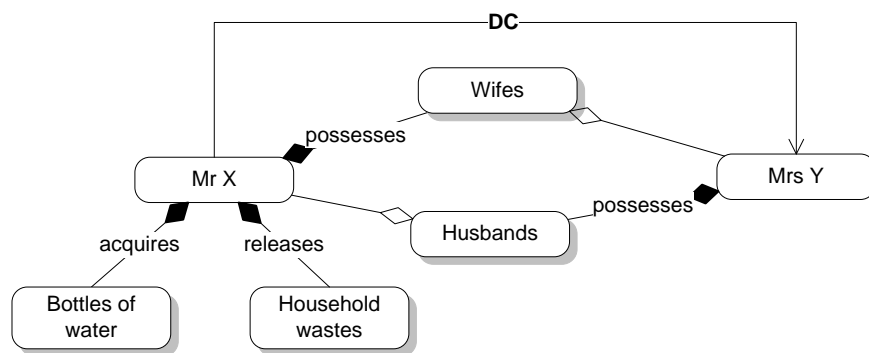 DC
Wifes
possesses
Mr X
Mrs Y
possesses
Husbands
acquires
releases
Bottles of
water
Household
wastes